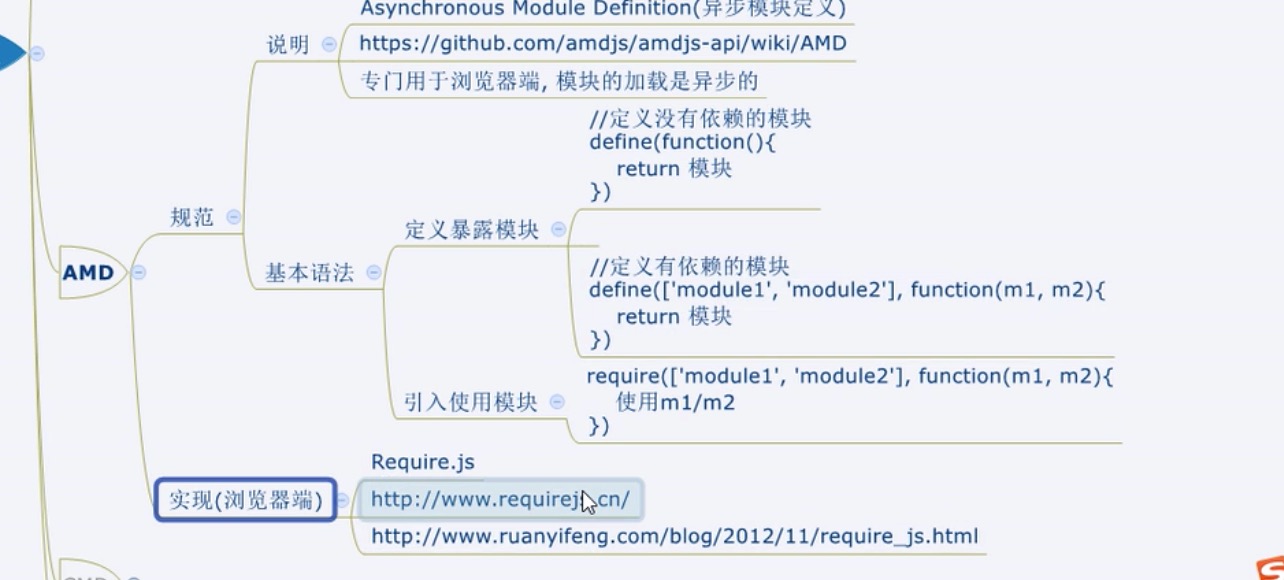 Asynchronous Module Definition(异步模块定义)
说明
https://github.com/amdjs/amdjs-api/wiki/AMD
专门用于浏览器端, 模块的加载是异步的
//定义没有依赖的模块
define(function(){
return 模块
})
规范
定义暴露模块
基本语法
AMD
//定义有依赖的模块
define(['module1', 'module2'], function(m1, m2){
return 模块
})
require(['module1', 'module2'], function(m1, m2){
引入使用模块
使用m1/m2
})
Require.js
实现(浏览器端)
http://www.requirejs.cn/
http://www.ruanyifeng.com/blog/2012/11/require_js.html